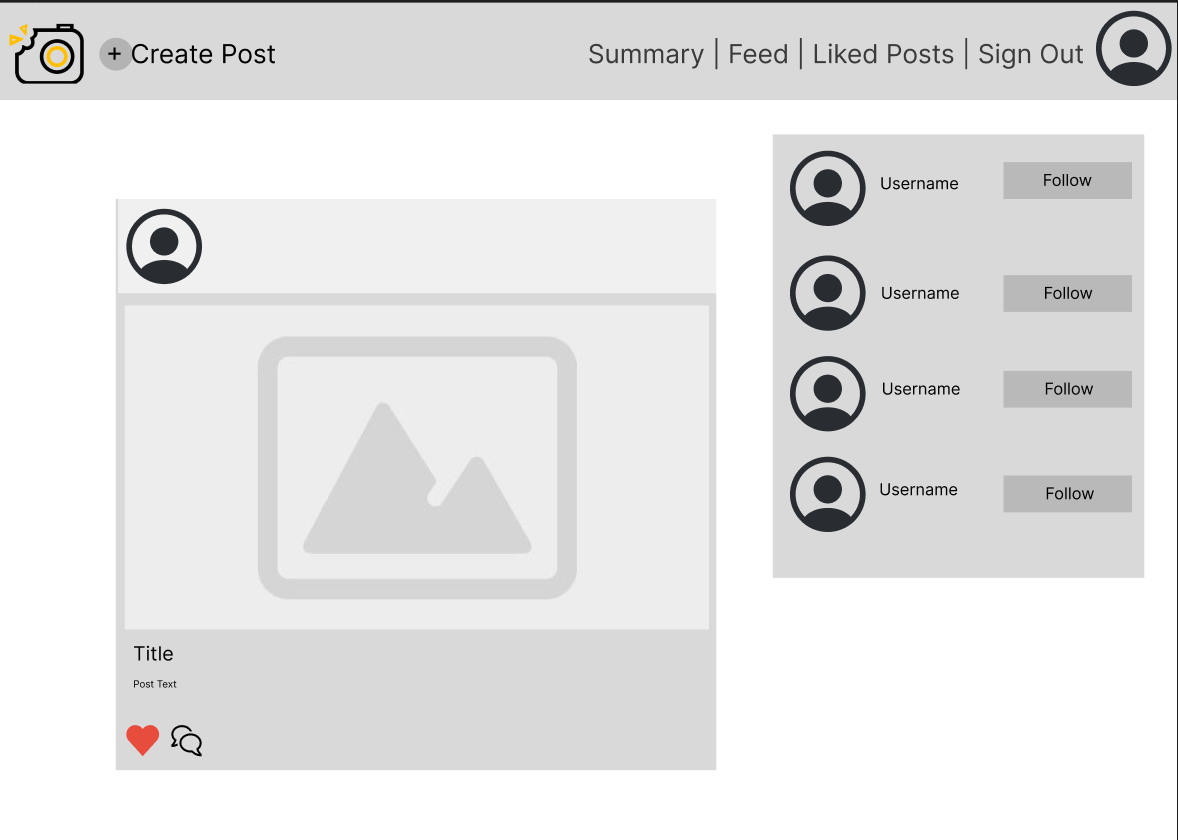 + Create Post
Summary | Feed | Liked Posts | Sign Out
Username Follow
Username Follow
Username Follow
Username Follow
Title
Post Text